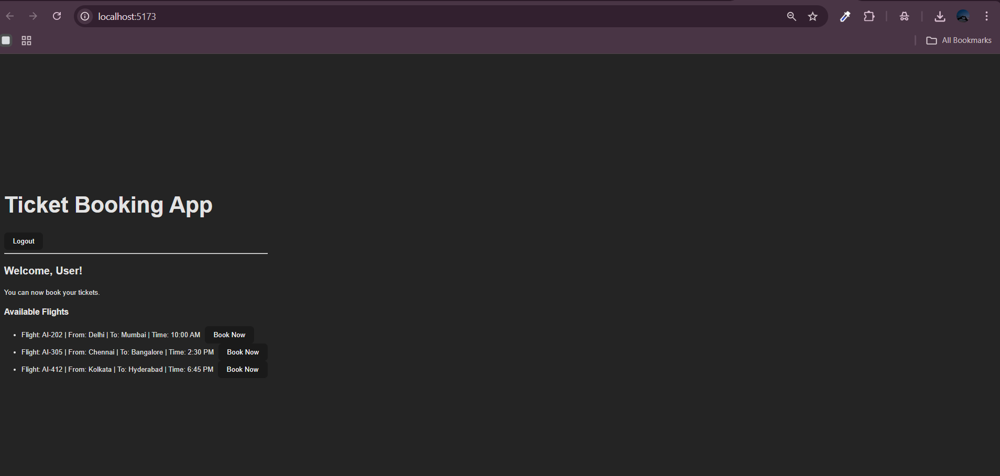 localhost:5173
All Bookmarks
Ticket Booking App
Logout
Welcome, User!
You can now book your tickets.
Available Flights
Flight: AI-202 | From: Delhi | To: Mumbai | Time: 10:00 AM Book Now
Flight: AI-305 | From: Chennai | To: Bangalore | Time: 2:30 PM Book Now
Flight: AI-412 | From: Kolkata | To: Hyderabad | Time: 6:45 PM Book Now